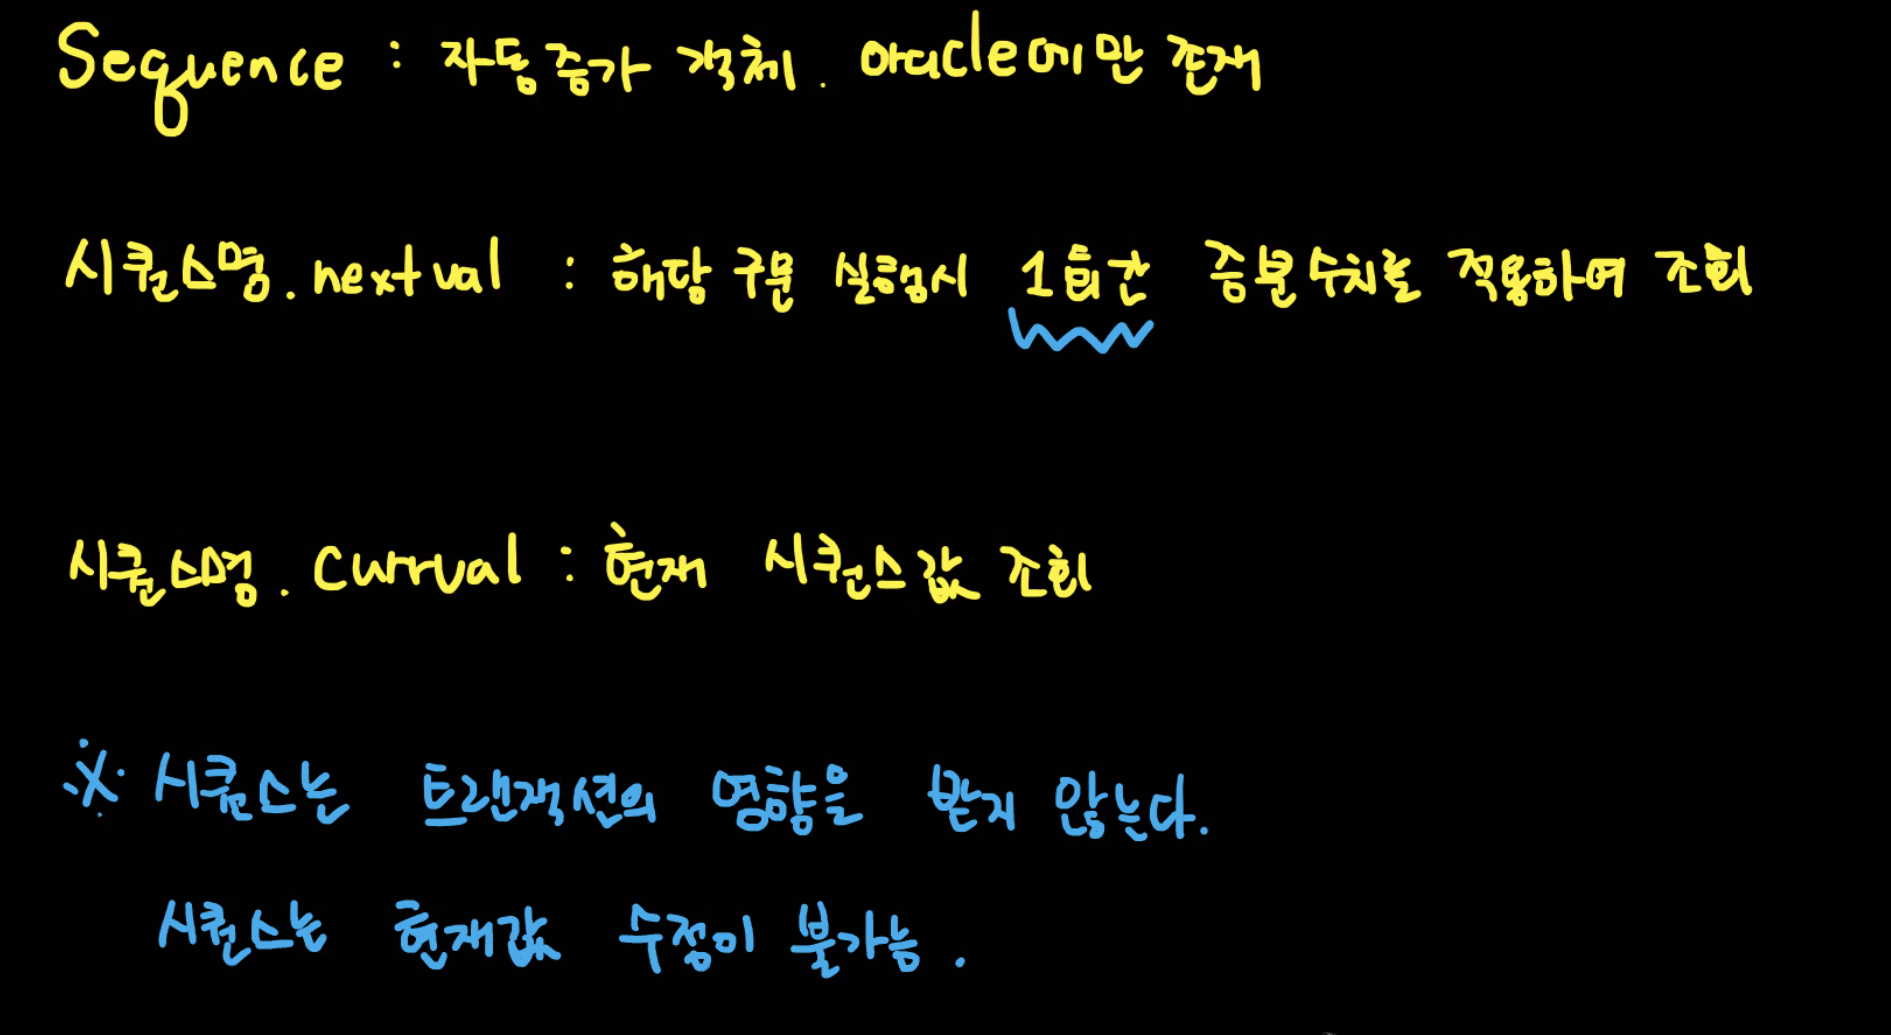 Sequence : 자동증가 객체. oracle에만 존재
시퀀스명.nextval : 해당 구문 실행시 1회간 증분수치를 적용하여 조회
시퀀스명.currval : 현재 시퀀스값 조회
※ 시퀀스는 트랜잭션의 영향을 받지 않는다.
시퀀스는 현재값 수정이 불가능.